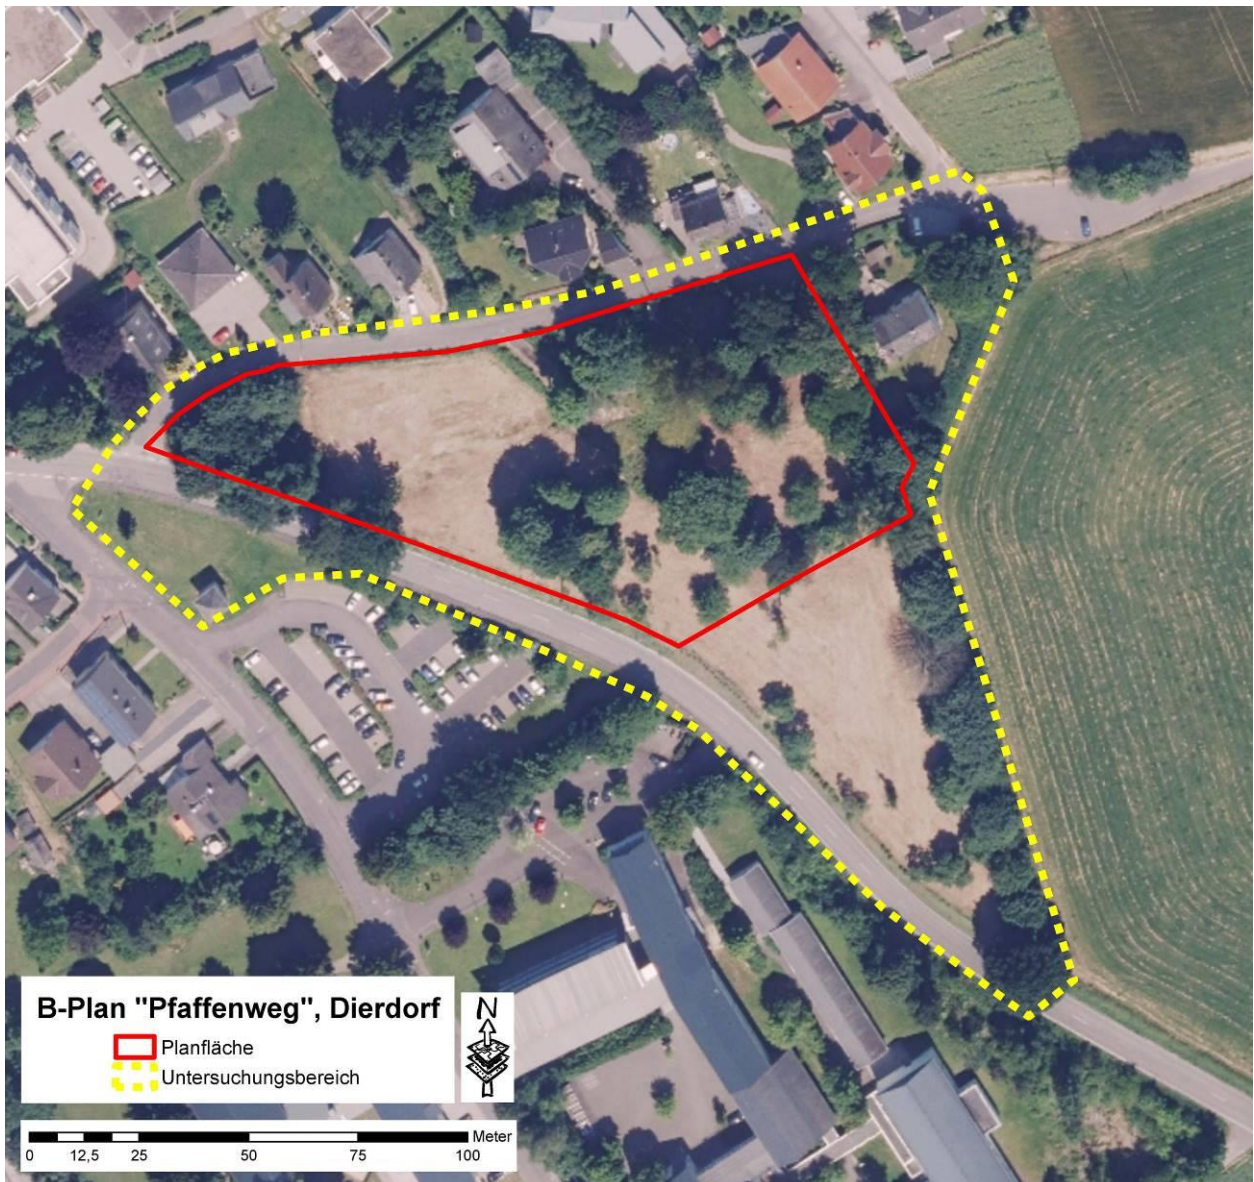 B-Plan "Pfaffenweg", Dierdorf
Planfläche
Untersuchungsbereich
N
Meter
0 12,5 25 50 75 100